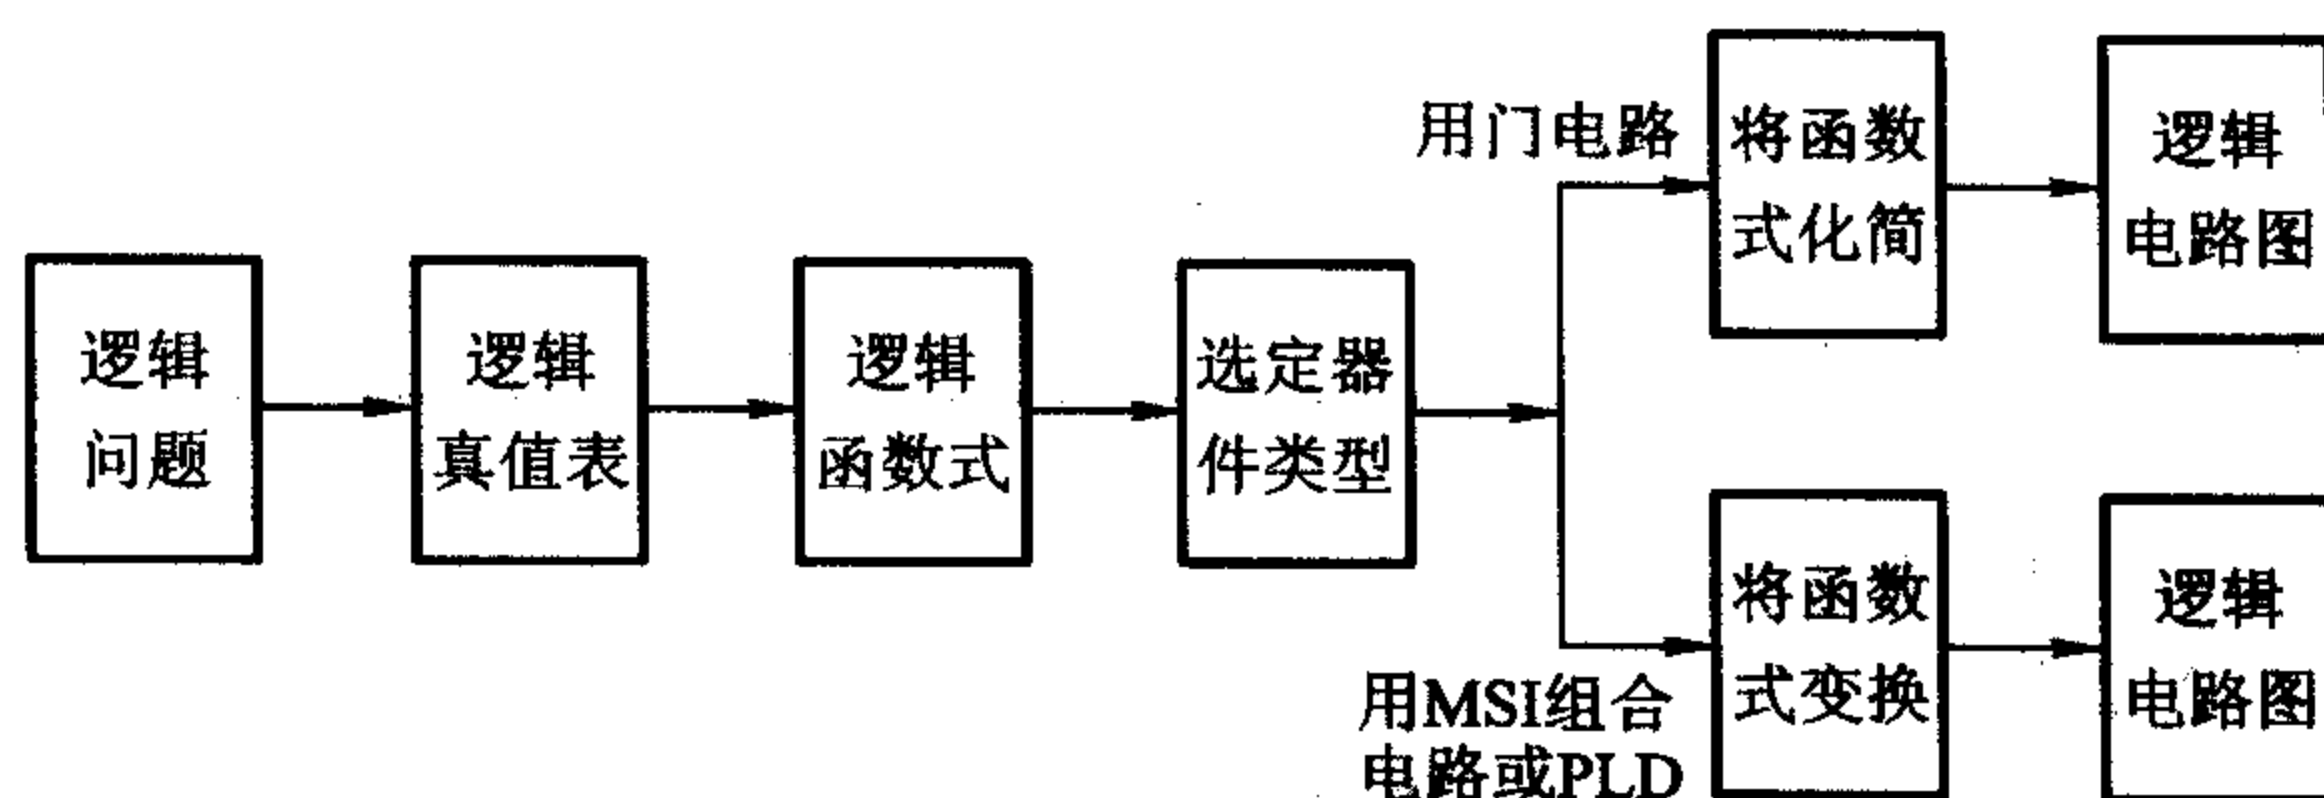 逻辑
问题
逻辑
真值表
逻辑
函数式
选定器
件类型
用门电路
将函数
式化简
逻辑
电路图
用MSI组合
电路或PLD
将函数
式变换
逻辑
电路图